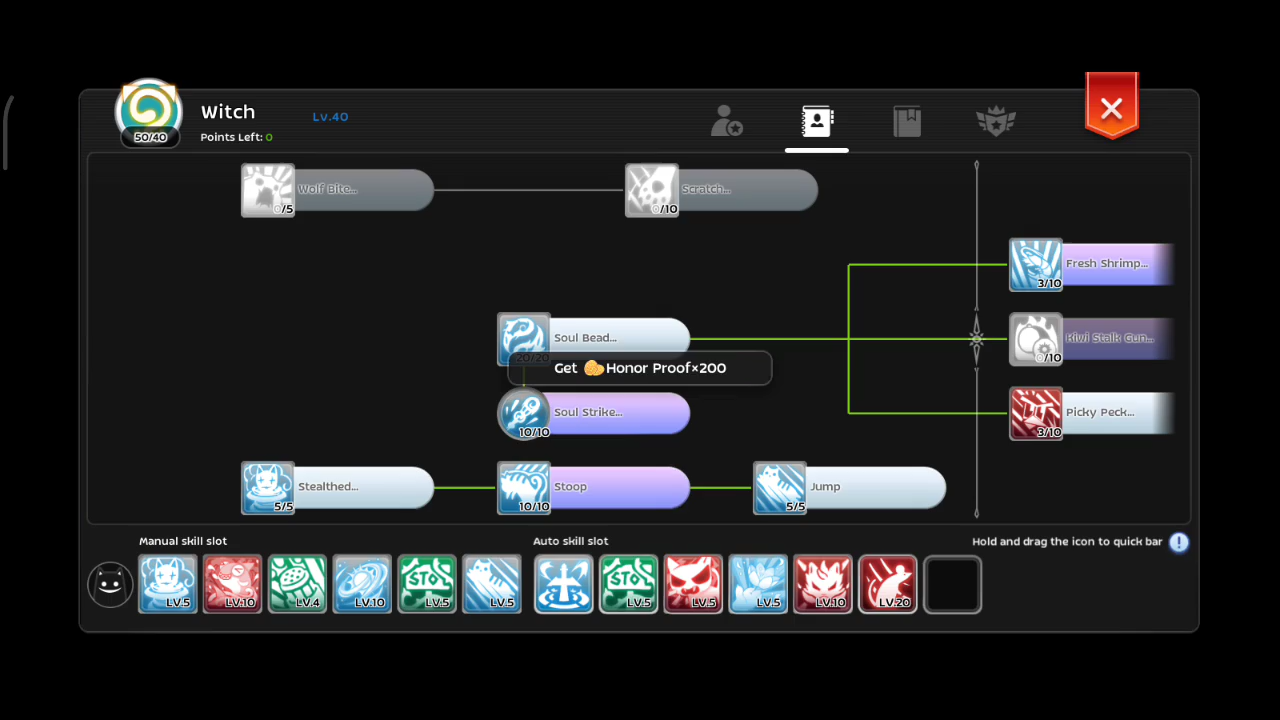 Witch
Lv.40
50/40
Points Left: 0
Wolf Bite...
0/5
Scratch...
0/10
Fresh Shrimp...
3/10
Soul Bead...
20/20
Kiwi Stalk Gun...
0/10
Get Honor Proof×200
Soul Strike...
10/10
Picky Peck...
3/10
Stealthed...
5/5
Stoop
10/10
Jump
5/5
Manual skill slot
Auto skill slot
Hold and drag the icon to quick bar
LV.5
LV.10
LV.4
LV.10
STO
LV.5
LV.5
STO
LV.5
LV.5
LV.5
LV.10
LV.20